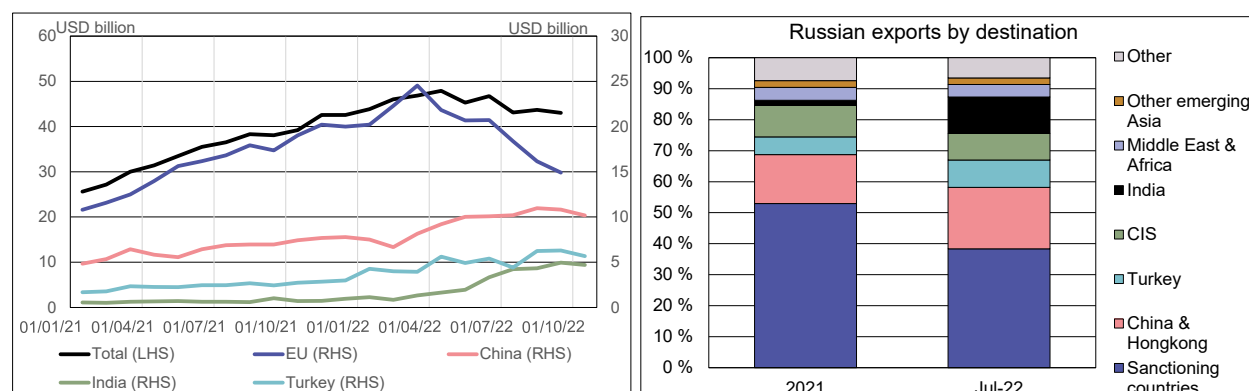 USD billion
USD billion
60
50
40
30
20
10
0
30
25
20
15
10
5
0
01/01/21
01/04/21
01/07/21
01/10/21
01/01/22
01/04/22
01/07/22
01/10/22
Total (LHS)
EU (RHS)
China (RHS)
India (RHS)
Turkey (RHS)
Russian exports by destination
100 %
90 %
80 %
70 %
60 %
50 %
40 %
30 %
20 %
10 %
0 %
2021
Jul-22
Other
Other emerging
Asia
Middle East &
Africa
India
CIS
Turkey
China &
Hongkong
Sanctioning
countries